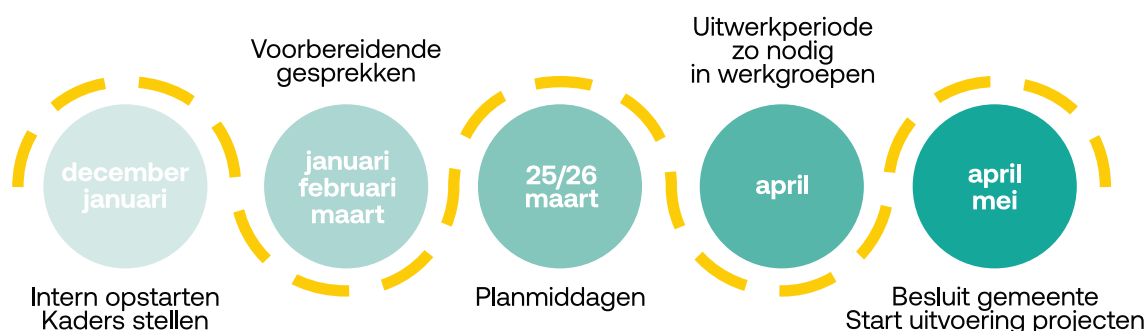 december
januari
Intern opstarten
Kaders stellen
Voorbereidende
gesprekken
januari
februari
maart
25/26
maart
Planmiddagen
Uitwerkperiode
zo nodig
in werkgroepen
april
april
mei
Besluit gemeente
Start uitvoering projecten